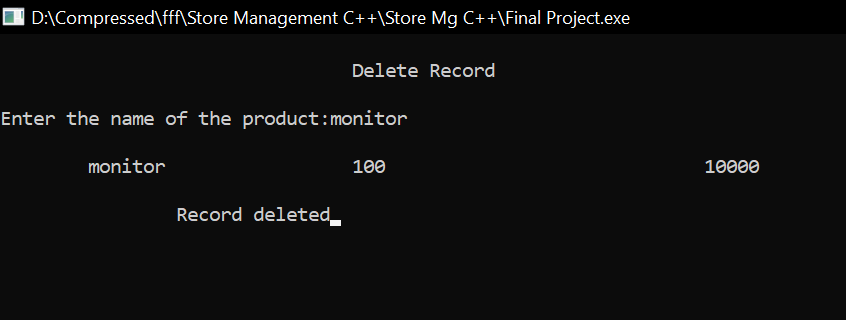 D:\Compressed\fff\Store Management C++\Store Mg C++\Final Project.exe
Delete Record
Enter the name of the product:monitor
monitor 100 10000
Record deleted